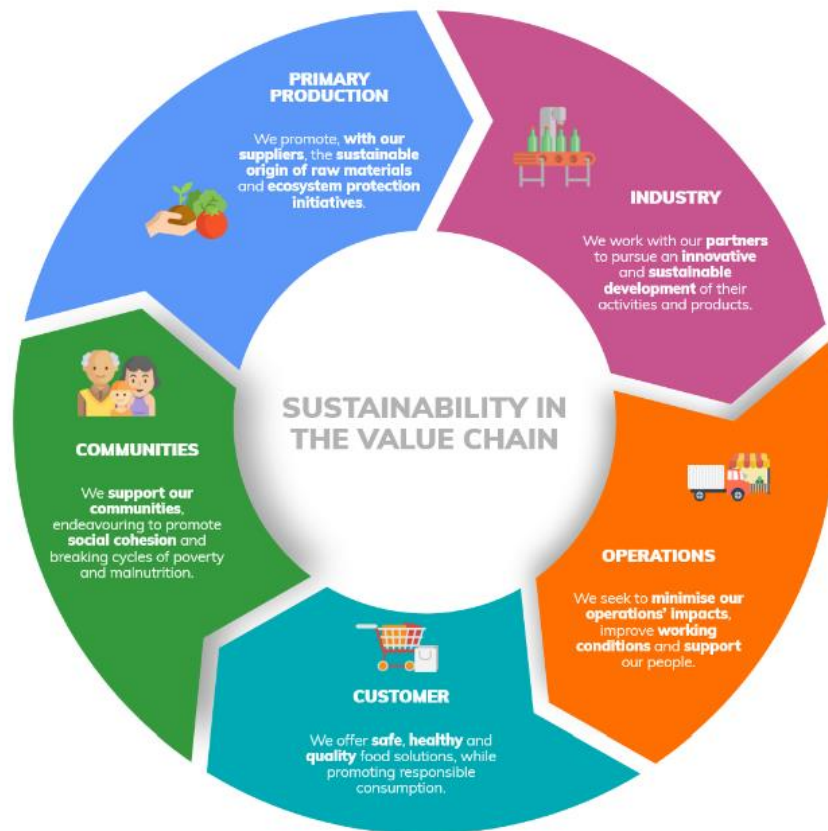 PRIMARY
PRODUCTION
We promote, with our
suppliers, the sustainable
origin of raw materials
and ecosystem protection
initiatives.
INDUSTRY
We work with our partners
to pursue an innovative
and sustainable
development of their
activities and products.
SUSTAINABILITY IN
THE VALUE CHAIN
OPERATIONS
We seek to minimise our
operations' impacts,
improve working
conditions and support
our people.
CUSTOMER
We offer safe, healthy and
quality food solutions, while
promoting responsible
consumption.
COMMUNITIES
We support our
communities,
endeavouring to promote
social cohesion and
breaking cycles of poverty
and malnutrition.